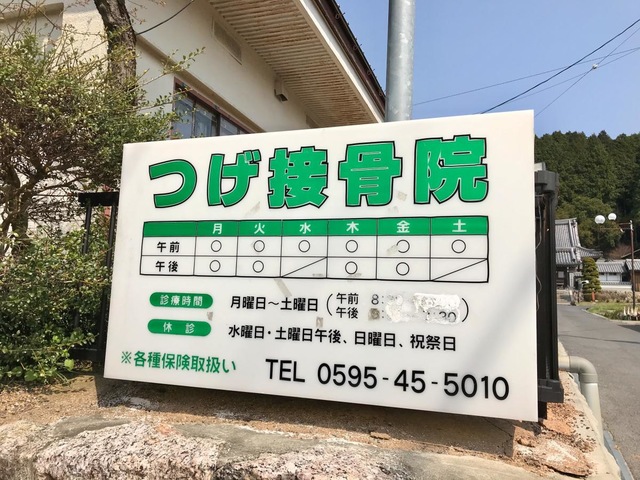 つげ接骨院
月 火 水 木 金 土
午前 ○ ○ ○ ○ ○ ○
午後 ○ ○ ／ ○ ○ ／
診療時間 月曜日～土曜日 (午前 8:
午後 :30)
休診 水曜日・土曜日午後、日曜日、祝祭日
※各種保険取扱い TEL 0595-45-5010